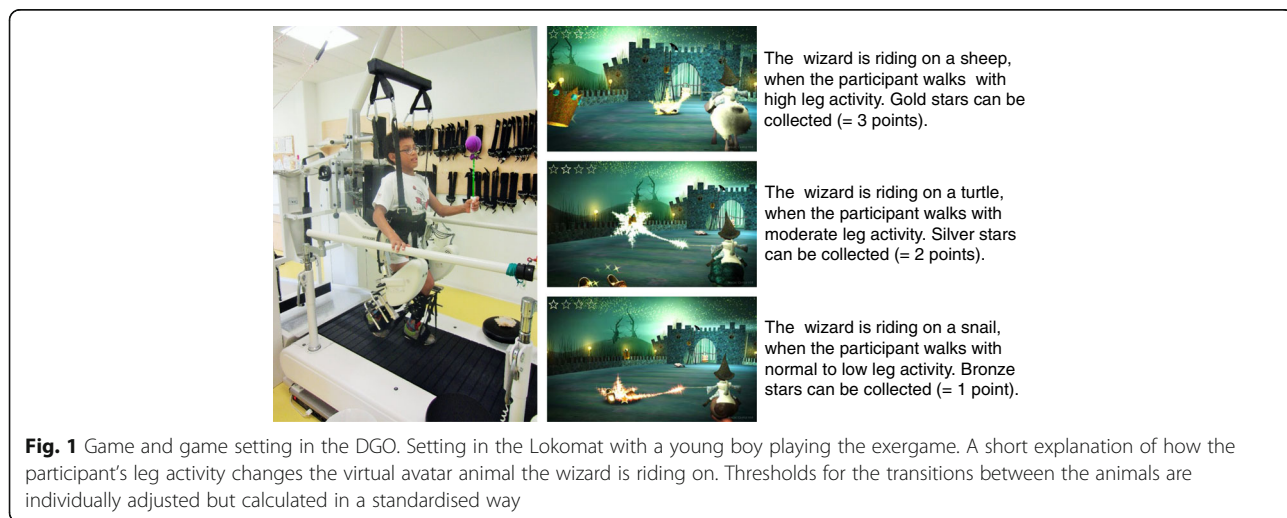 The wizard is riding on a sheep,
when the participant walks with
high leg activity. Gold stars can be
collected (= 3 points).
The wizard is riding on a turtle,
when the participant walks with
moderate leg activity. Silver stars
can be collected (= 2 points).
The wizard is riding on a snail,
when the participant walks with
normal to low leg activity. Bronze
stars can be collected (= 1 point).
Fig. 1 Game and game setting in the DGO. Setting in the Lokomat with a young boy playing the exergame. A short explanation of how the
participant's leg activity changes the virtual avatar animal the wizard is riding on. Thresholds for the transitions between the animals are
individually adjusted but calculated in a standardised way